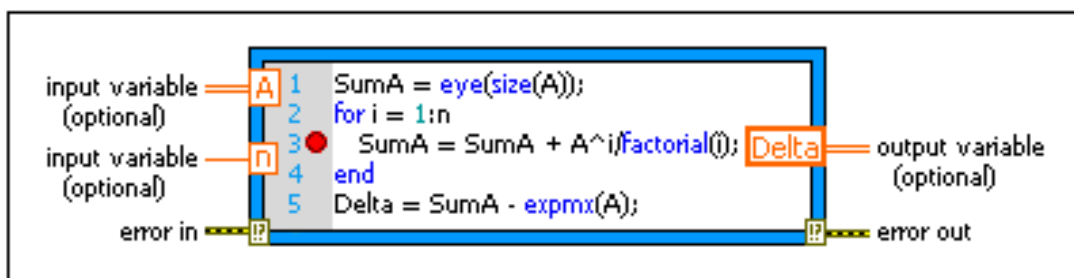 input variable
(optional)
input variable
(optional)
error in
A
n
!?
1 SumA = eye(size(A));
2 for i = 1:n
3 SumA = SumA + A^i/factorial(i);
4 end
5 Delta = SumA - expmx(A);
Delta
!?
output variable
(optional)
error out